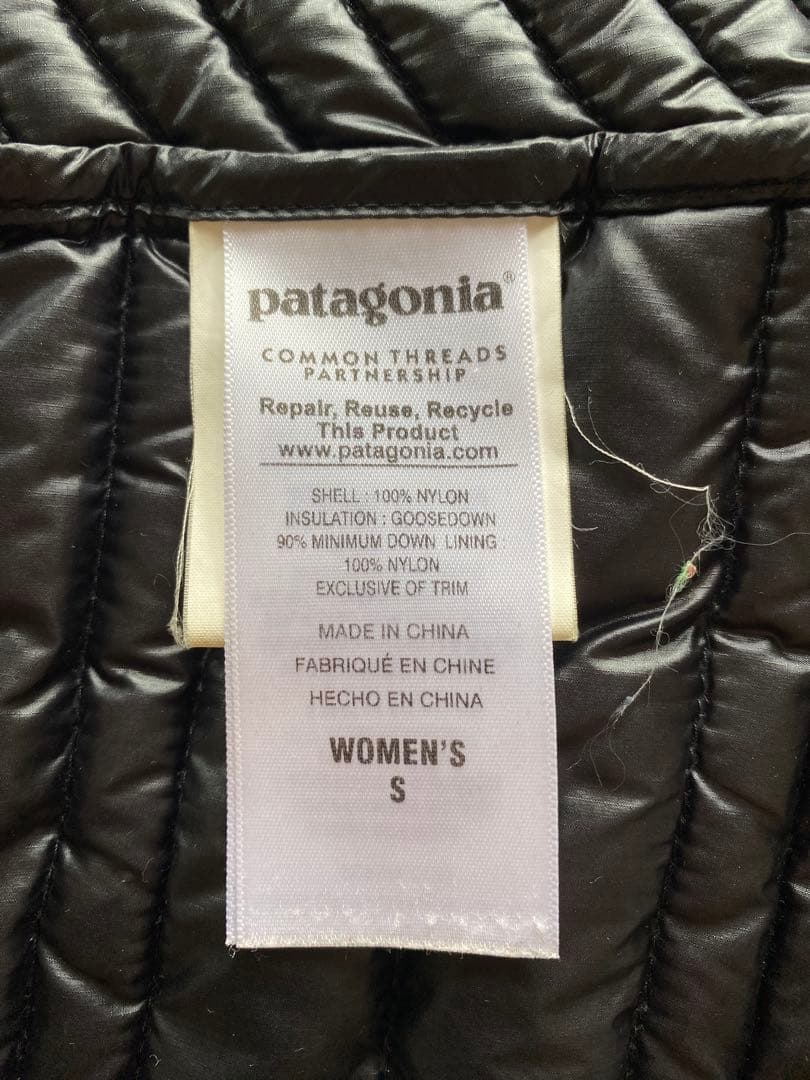 patagonia®
COMMON THREADS
PARTNERSHIP
Repair, Reuse, Recycle
This Product
www.patagonia.com
SHELL : 100% NYLON
INSULATION : GOOSEDOWN
90% MINIMUM DOWN LINING
100% NYLON
EXCLUSIVE OF TRIM
MADE IN CHINA
FABRIQUÉ EN CHINE
HECHO EN CHINA
WOMEN'S
S